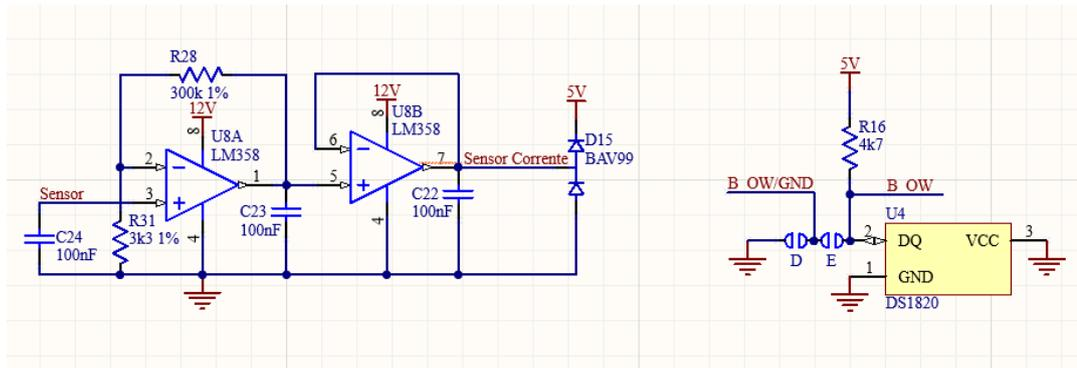 R28
300k 1%
12V
8
U8A
LM358
2
3
1
4
Sensor
C24
100nF
R31
3k3 1%
C23
100nF
12V
8
U8B
LM358
6
5
7
4
C22
100nF
Sensor Corrente
5V
D15
BAV99
5V
R16
4k7
B_OW/GND
B_OW
D
E
U4
2
DQ
VCC
3
1
GND
DS1820